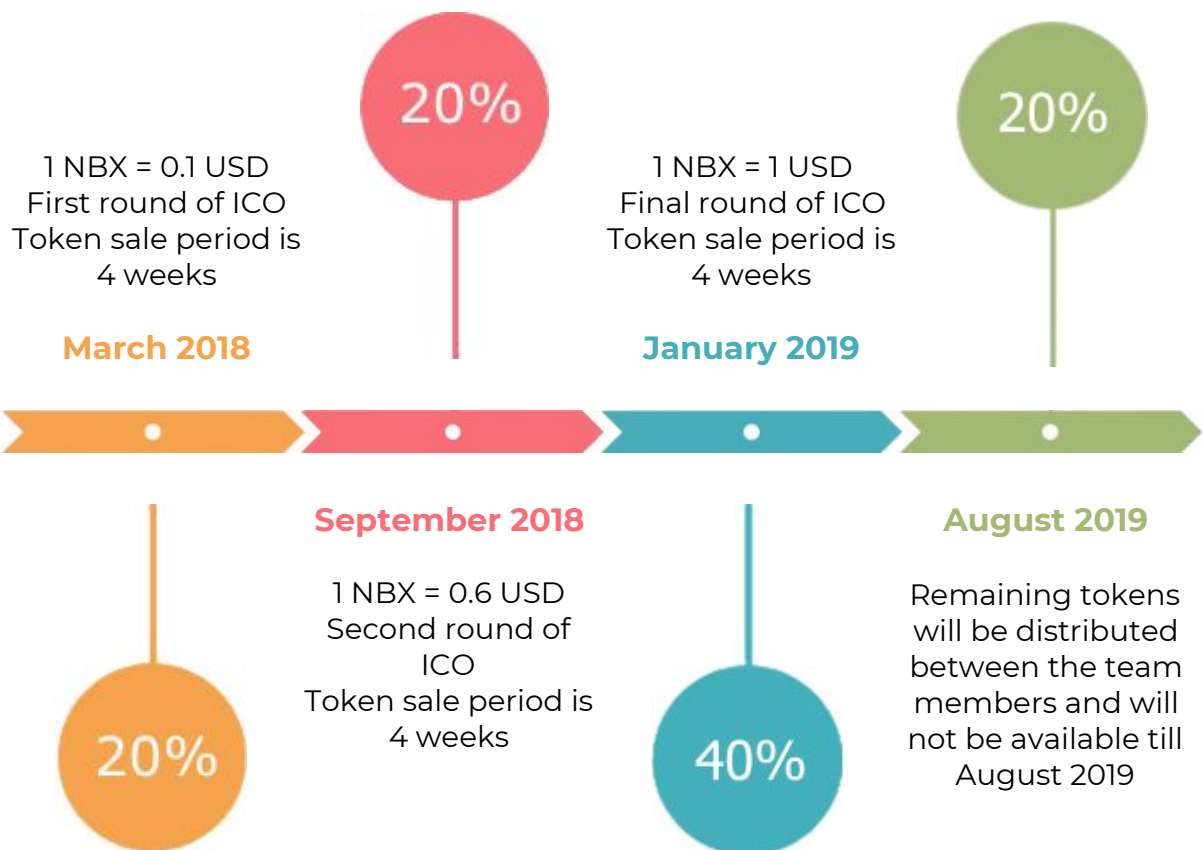 20%
20%
1 NBX = 0.1 USD
First round of ICO
Token sale period is
4 weeks
1 NBX = 1 USD
Final round of ICO
Token sale period is
4 weeks
March 2018
January 2019
September 2018
August 2019
1 NBX = 0.6 USD
Second round of
ICO
Token sale period is
4 weeks
Remaining tokens
will be distributed
between the team
members and will
not be available till
August 2019
20%
40%